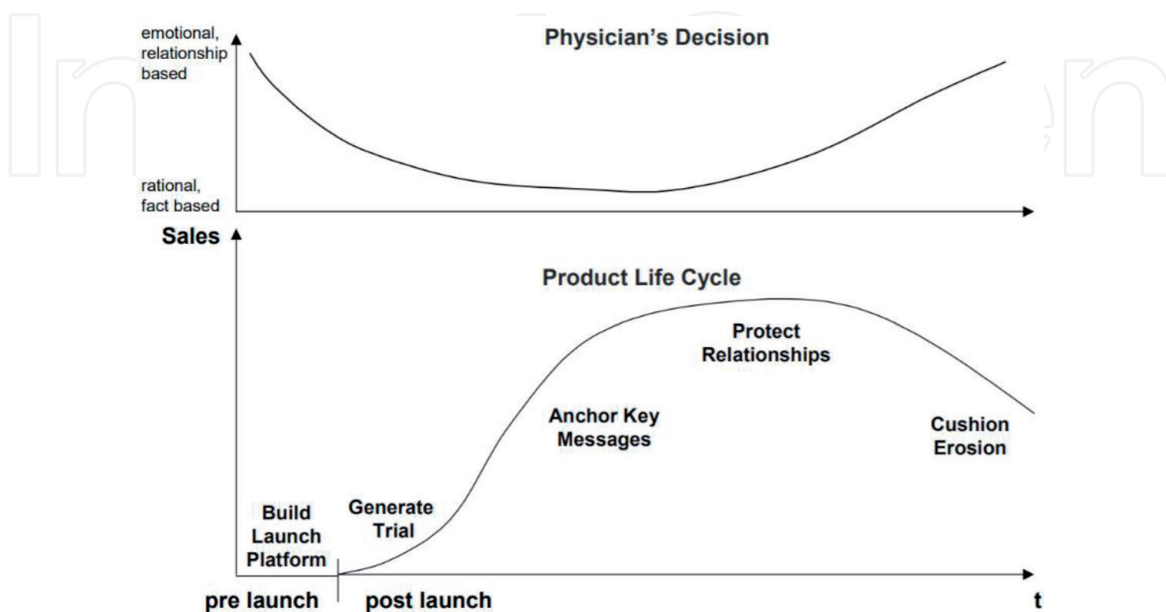 emotional,
relationship
based
Physician's Decision
rational,
fact based
Sales
Product Life Cycle
Protect
Relationships
Anchor Key
Messages
Cushion
Erosion
Generate
Trial
Build
Launch
Platform
pre launch
post launch
t